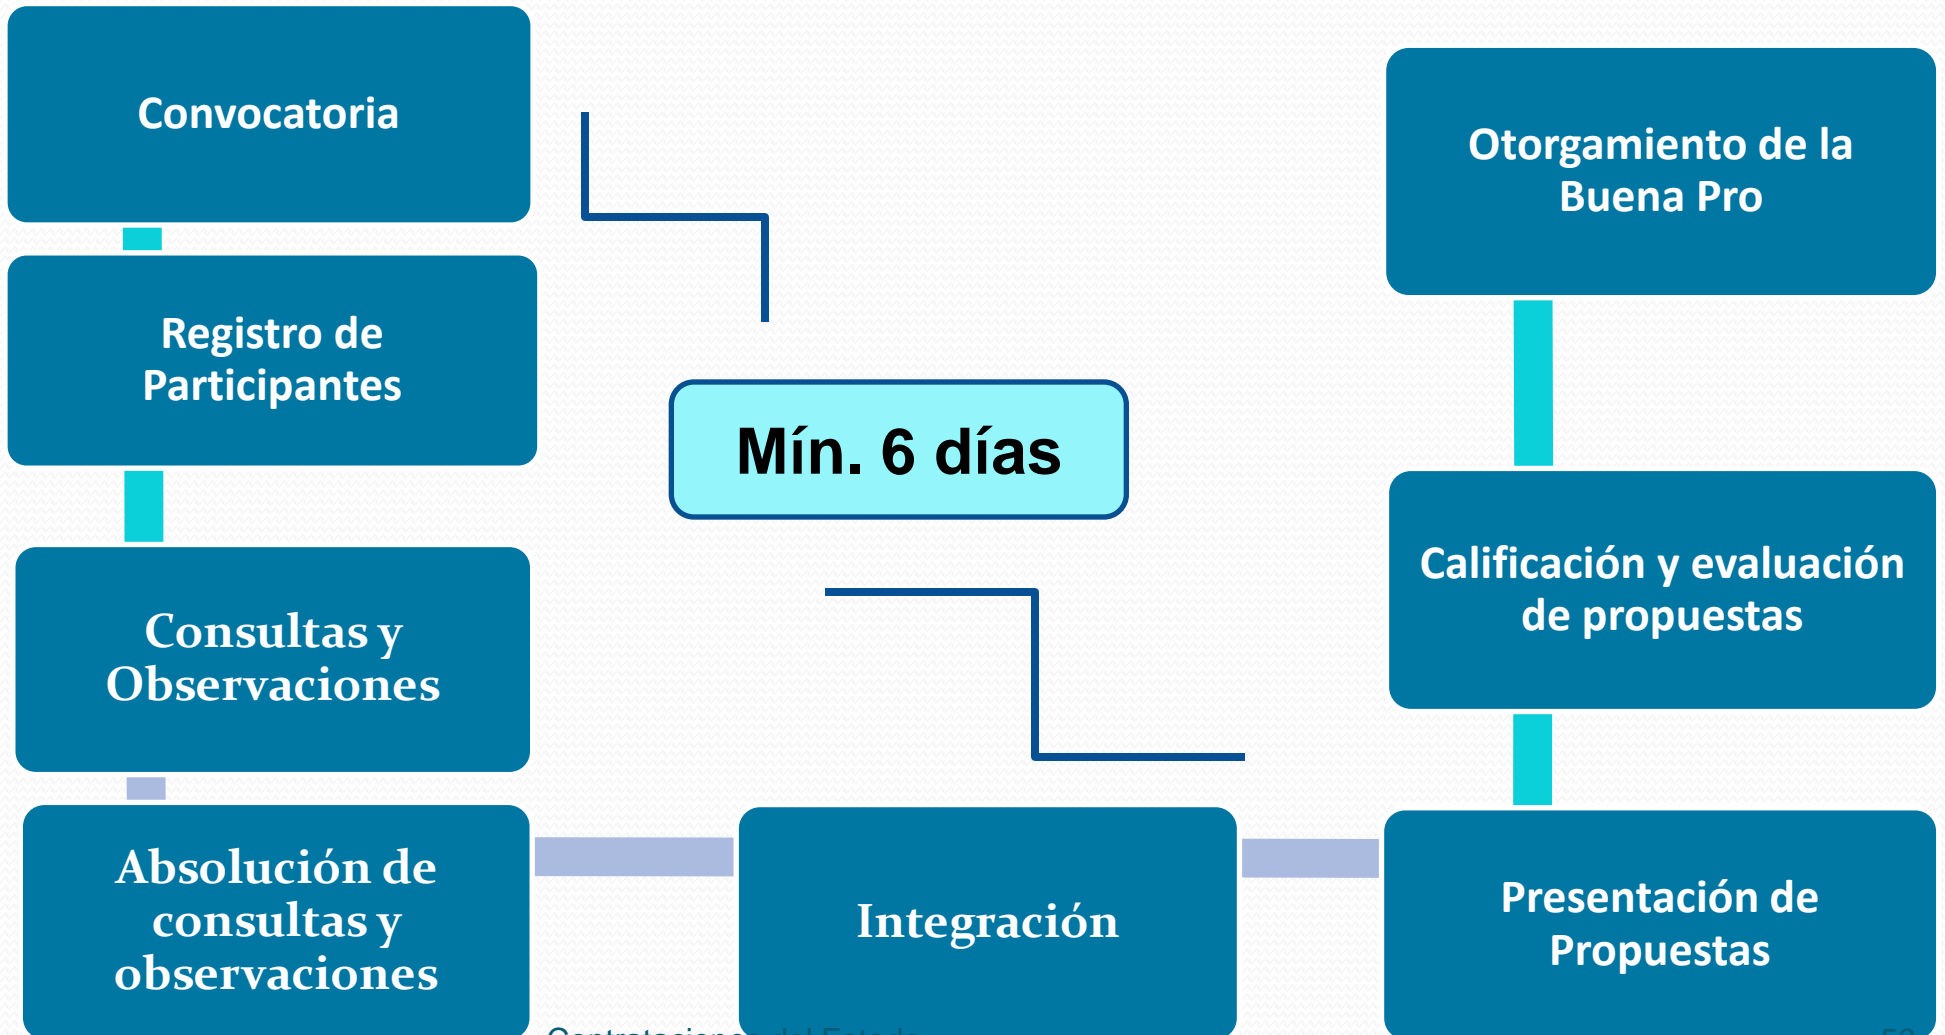 Convocatoria
Registro de
Participantes
Consultas y
Observaciones
Absolución de
consultas y
observaciones
Integración
Presentación de
Propuestas
Calificación y evaluación
de propuestas
Otorgamiento de la
Buena Pro
Mín. 6 días